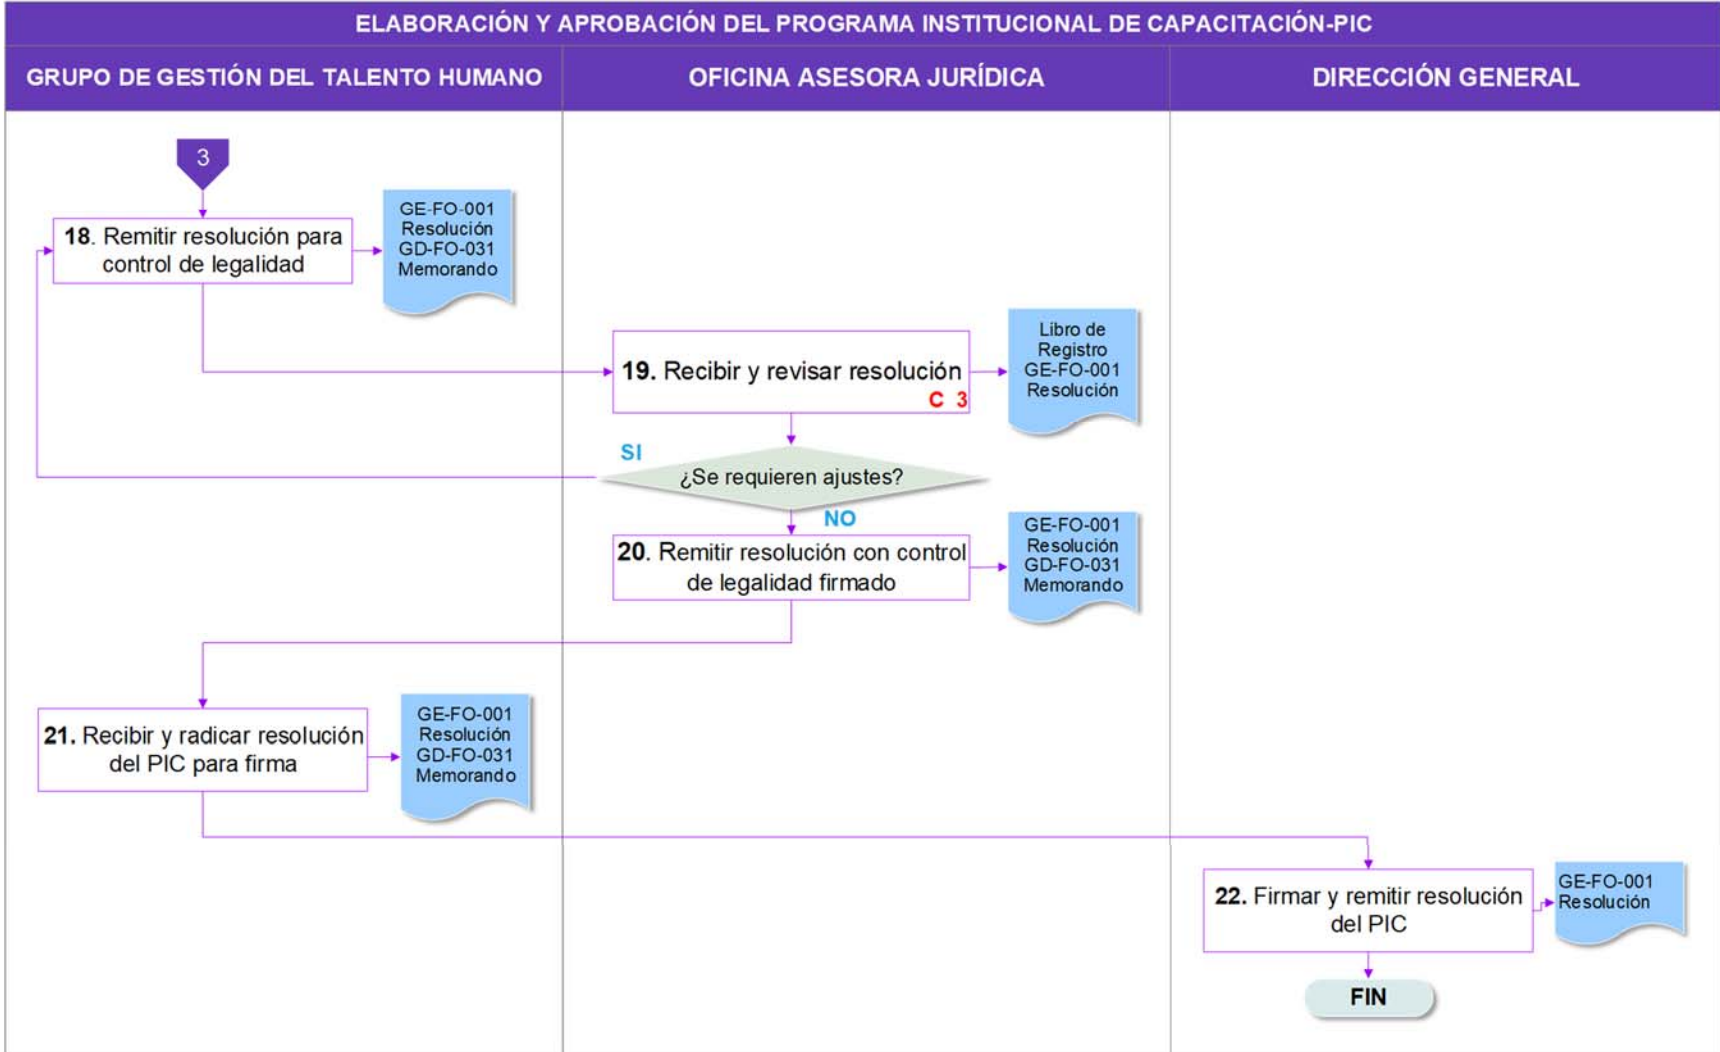 ELABORACIÓN Y APROBACIÓN DEL PROGRAMA INSTITUCIONAL DE CAPACITACIÓN-PIC
GRUPO DE GESTIÓN DEL TALENTO HUMANO
OFICINA ASESORA JURÍDICA
DIRECCIÓN GENERAL
3
18. Remitir resolución para
control de legalidad
GE-FO-001
Resolución
GD-FO-031
Memorando
19. Recibir y revisar resolución
C 3
Libro de
Registro
GE-FO-001
Resolución
SI
¿Se requieren ajustes?
NO
20. Remitir resolución con control
de legalidad firmado
GE-FO-001
Resolución
GD-FO-031
Memorando
21. Recibir y radicar resolución
del PIC para firma
GE-FO-001
Resolución
GD-FO-031
Memorando
22. Firmar y remitir resolución
del PIC
GE-FO-001
Resolución
FIN